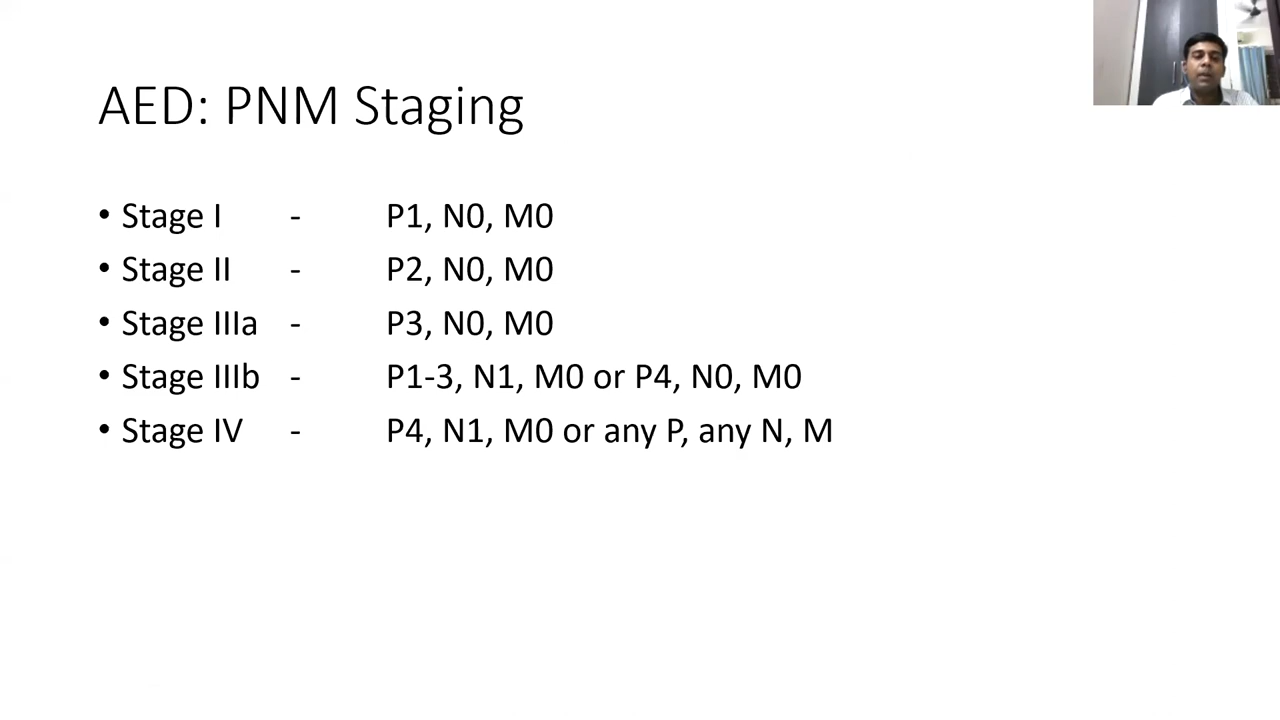 AED: PNM Staging
• Stage I - P1, N0, M0
• Stage II - P2, N0, M0
• Stage IIIa - P3, N0, M0
• Stage IIIb - P1-3, N1, M0 or P4, N0, M0
• Stage IV - P4, N1, M0 or any P, any N, M